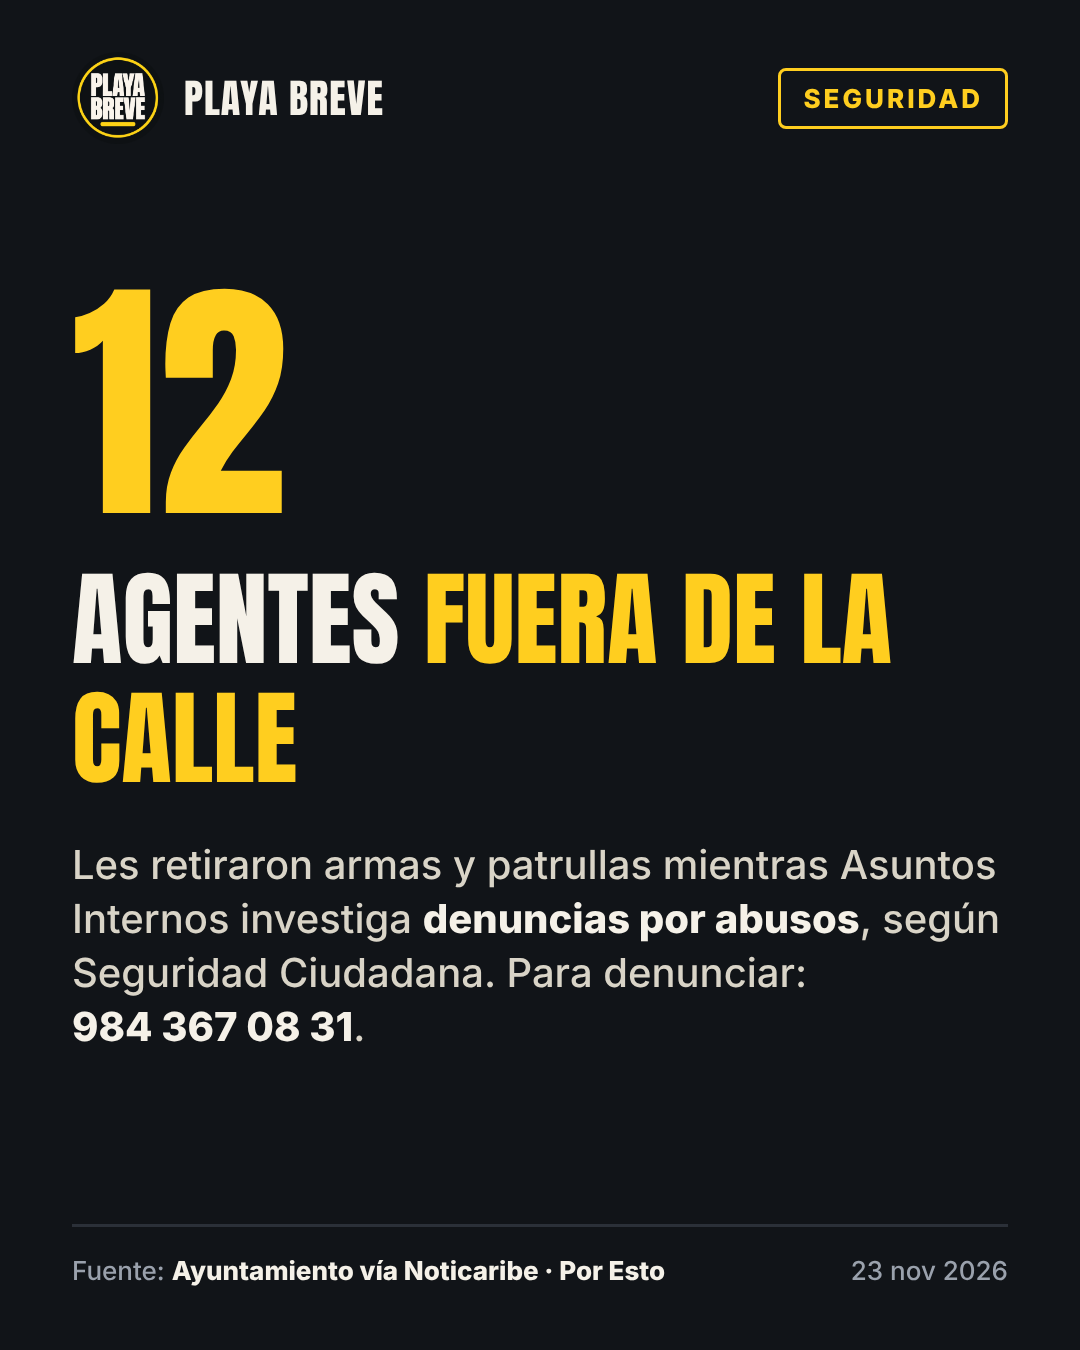 PLAYA
BREVE
PLAYA BREVE
SEGURIDAD
12
AGENTES FUERA DE LA
CALLE
Les retiraron armas y patrullas mientras Asuntos
Internos investiga denuncias por abusos, según
Seguridad Ciudadana. Para denunciar:
984 367 08 31.
Fuente: Ayuntamiento vía Noticaribe · Por Esto
23 nov 2026